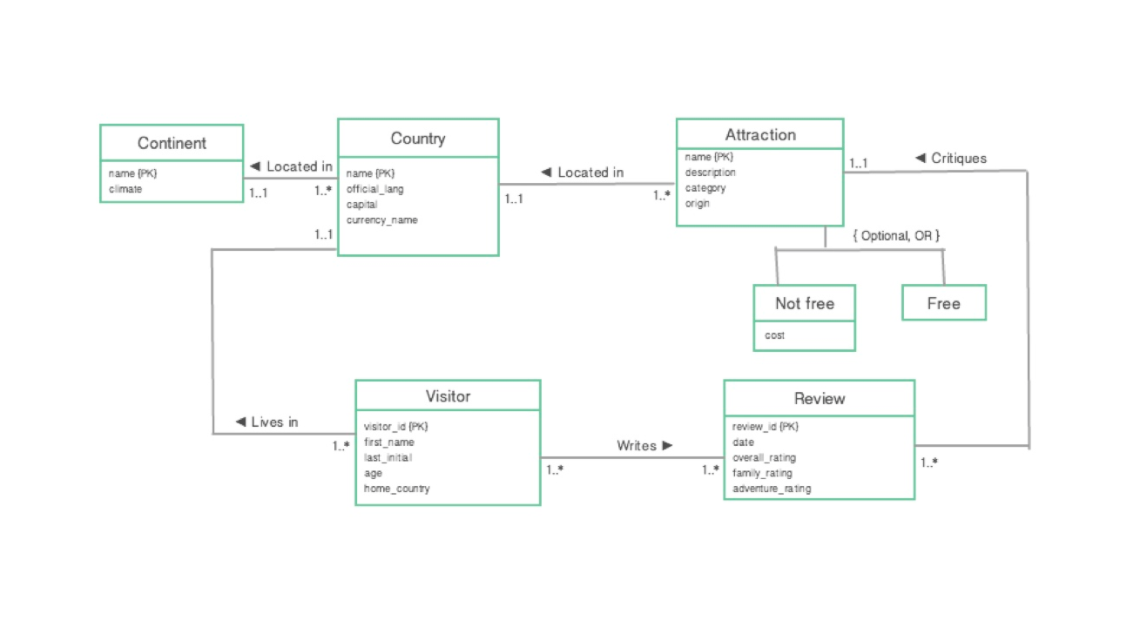 Continent
name {PK}
climate
◄ Located in
1..1
1..*
Country
name {PK}
official_lang
capital
currency_name
1..1
◄ Located in
1..1
1..*
Attraction
name {PK}
description
category
origin
1..1
◄ Critiques
{ Optional, OR }
Not free
cost
Free
◄ Lives in
1..*
Visitor
visitor_id {PK}
first_name
last_initial
age
home_country
Writes ►
1..*
1..*
Review
review_id {PK}
date
overall_rating
family_rating
adventure_rating
1..*